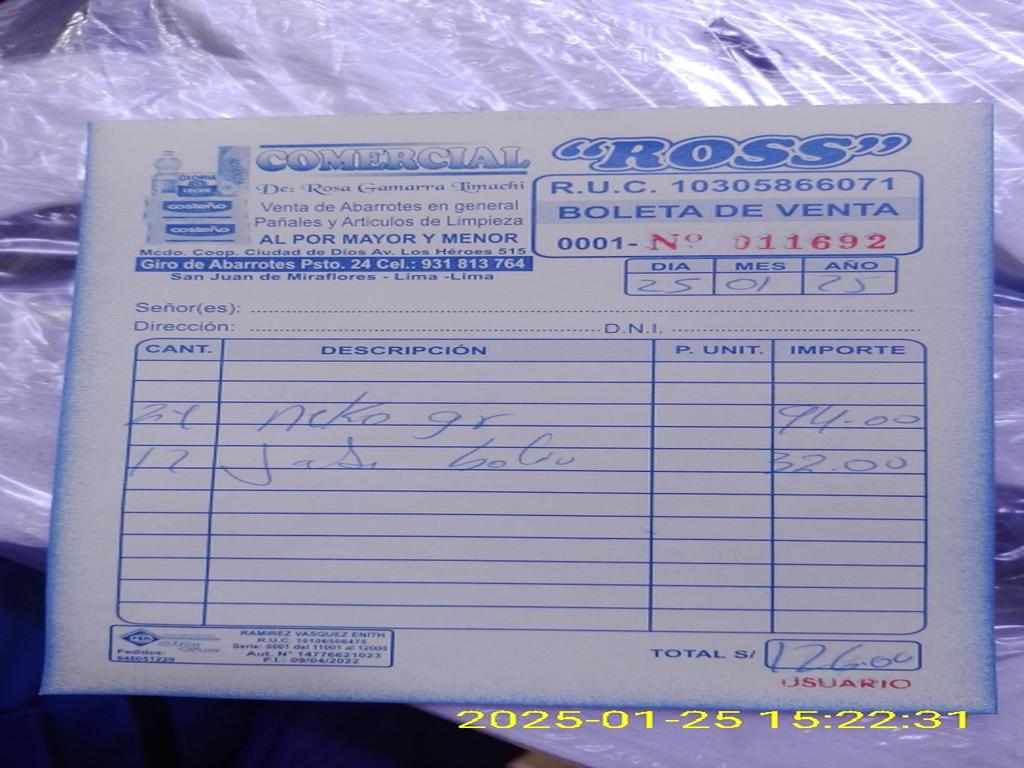 COMERCIAL "ROSS"
De: Rosa Gamarra Limachi
Venta de Abarrotes en general
Pañales y Articulos de Limpieza
AL POR MAYOR Y MENOR
Mcdo. Coop. Ciudad de Dios Av. Los Héroes 515
Giro de Abarrotes Psto. 24 Cel.: 931 813 764
San Juan de Miraflores - Lima -Lima
GLORIA
LECHE
costeño
costeño
R.U.C. 10305866071
BOLETA DE VENTA
0001- Nº 011692
DIA MES AÑO
25 01 25
Señor(es):
Dirección: D.N.I.
CANT. DESCRIPCIÓN P. UNIT. IMPORTE
24 neko gr 94.00
12 32.00
TOTAL S/ 126.00
USUARIO
Pedidos:
946051229
RAMIREZ VASQUEZ ENITH
R.U.C. 10106506475
Serie: 0001 del 11001 al 12000
Aut. Nº 14776621023
F.I.: 09/04/2022
2025-01-25 15:22:31